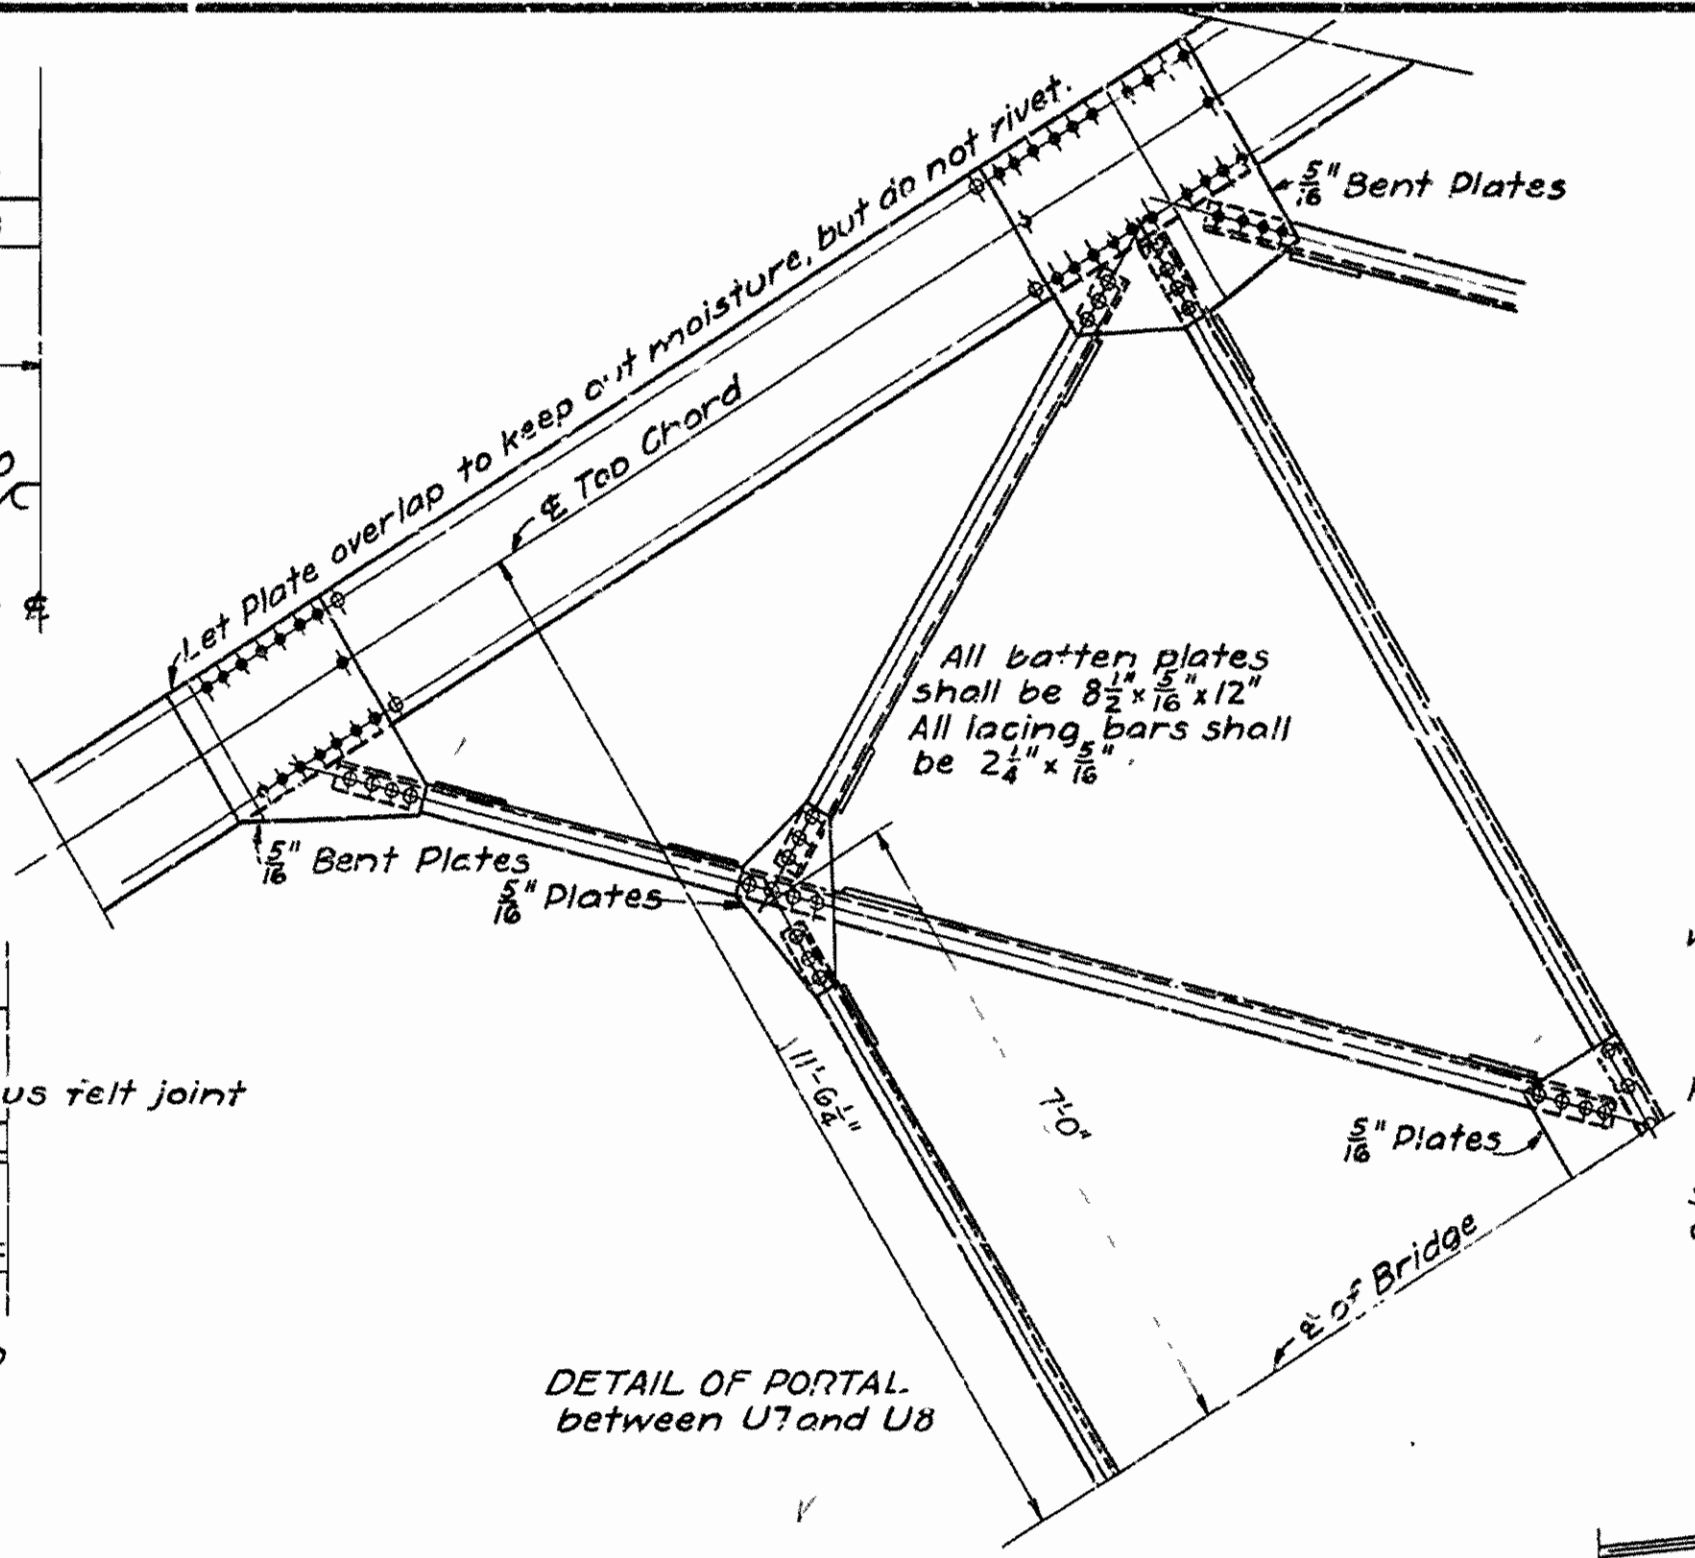 Let Plate overlap to keep out moisture, but do not rivet.
℄ Top Chord
5/16" Bent Plates
All batten plates
shall be 8 1/2" x 5/16" x 12"
All lacing bars shall
be 2 1/4" x 5/16".
5/16" Bent Plates
5/16" Plates
11'-6 1/4"
7'-0"
5/16" Plates
℄ of Bridge
us felt joint
℄
DETAIL OF PORTAL
between U7 and U8